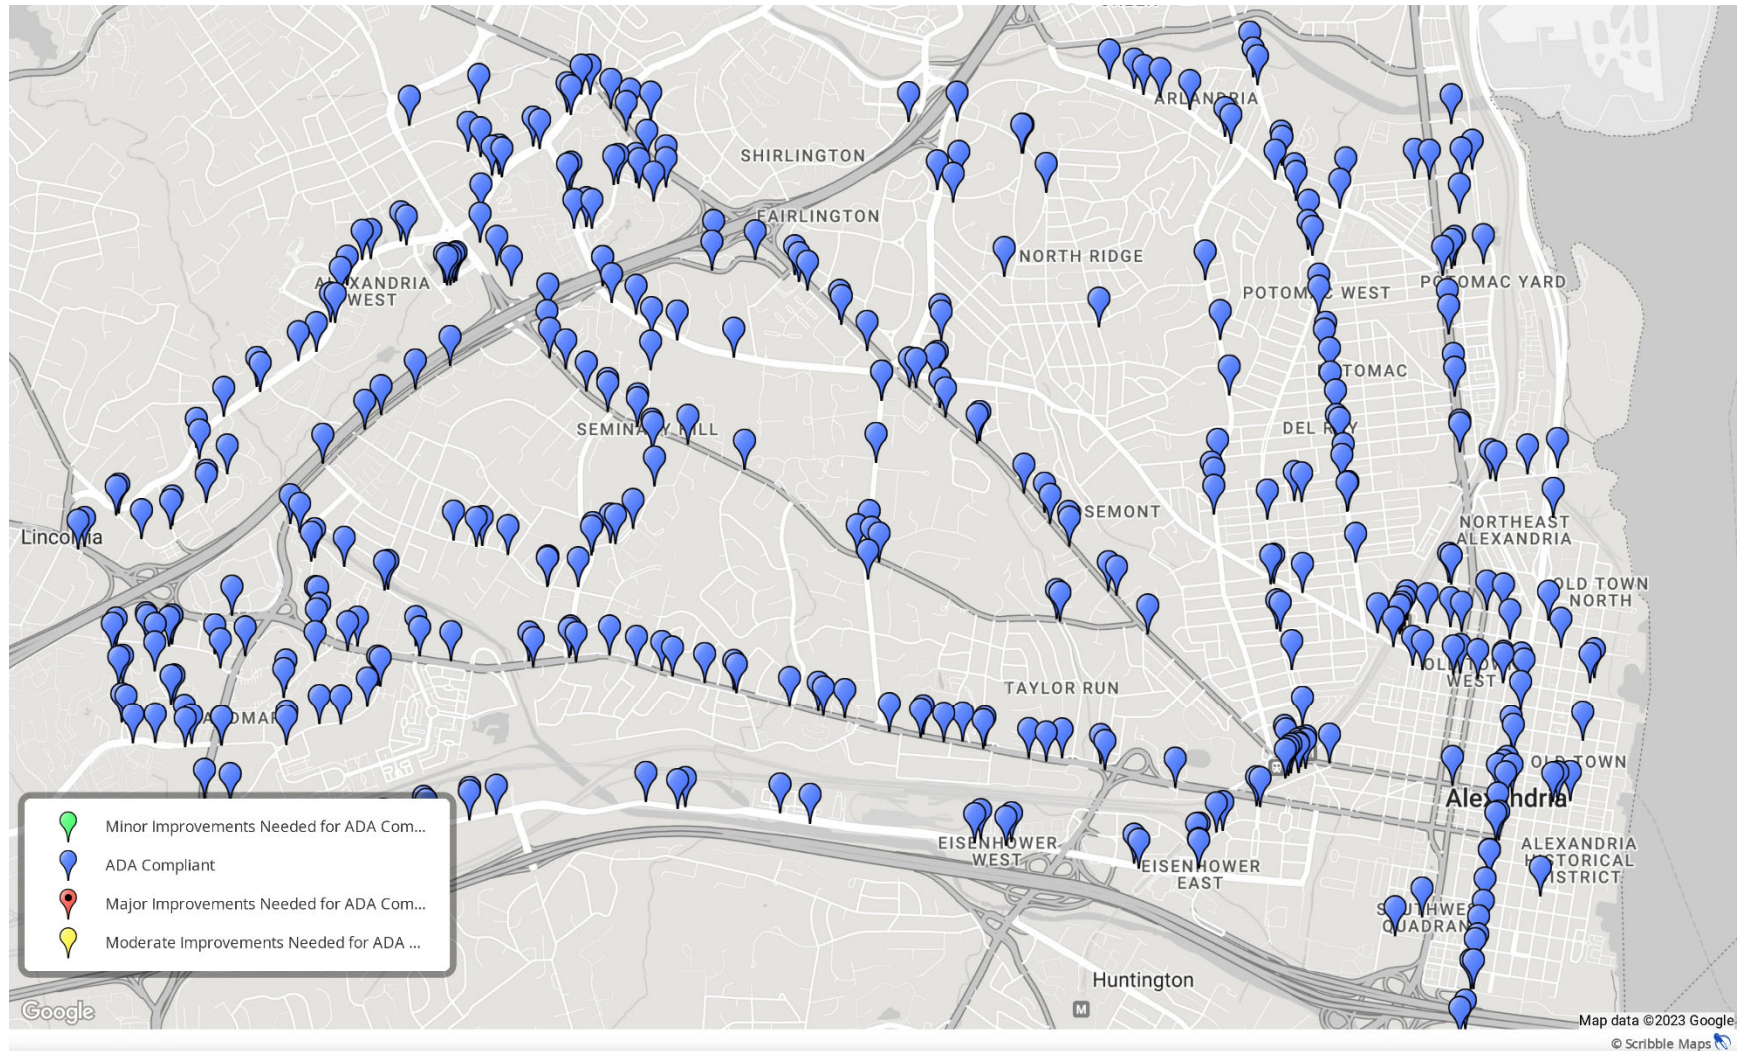 ARLANDRIA
SHIRLINGTON
FAIRLINGTON
NORTH RIDGE
ALEXANDRIA
WEST
POTOMAC WEST
POTOMAC YARD
SEMINARY HILL
DEL RAY
Lincolnia
NORTHEAST
ALEXANDRIA
OLD TOWN
NORTH
OLD TOWN
WEST
TAYLOR RUN
OLD TOWN
Alexandria
EISENHOWER
WEST
EISENHOWER
EAST
ALEXANDRIA
HISTORICAL
DISTRICT
SOUTHWEST
QUADRANT
Huntington
M
Minor Improvements Needed for ADA Com...
ADA Compliant
Major Improvements Needed for ADA Com...
Moderate Improvements Needed for ADA ...
Google
Map data ©2023 Google
© Scribble Maps